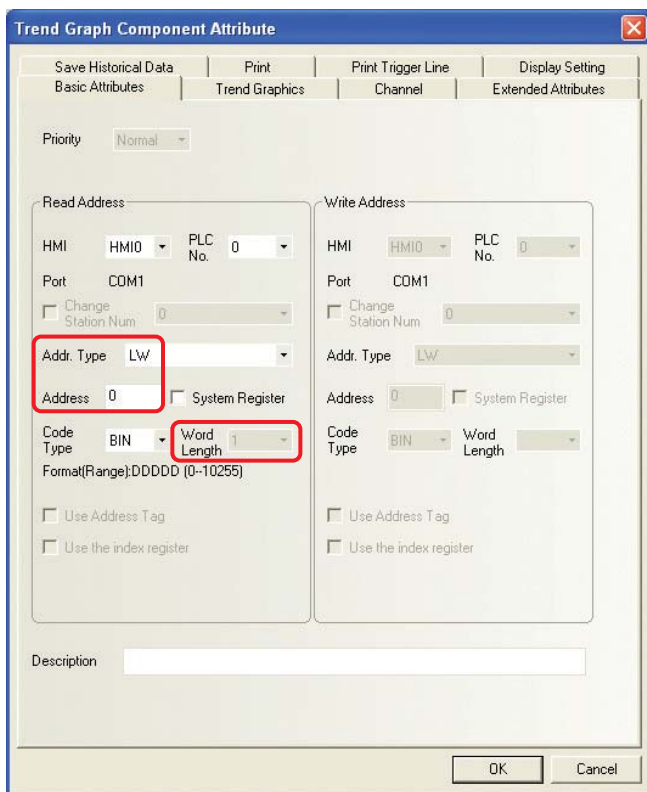 Trend Graph Component Attribute
Save Historical Data Print Print Trigger Line Display Setting
Basic Attributes Trend Graphics Channel Extended Attributes
Priority Normal
Read Address
HMI HMI0 PLC No. 0
Port COM1
Change Station Num 0
Addr. Type LW
Address 0 System Register
Code Type BIN Word Length 1
Format(Range):DDDDD (0--10255)
Use Address Tag
Use the index register
Write Address
HMI HMI0 PLC No. 0
Port COM1
Change Station Num 0
Addr. Type LW
Address 0 System Register
Code Type BIN Word Length
Use Address Tag
Use the index register
Description
OK Cancel